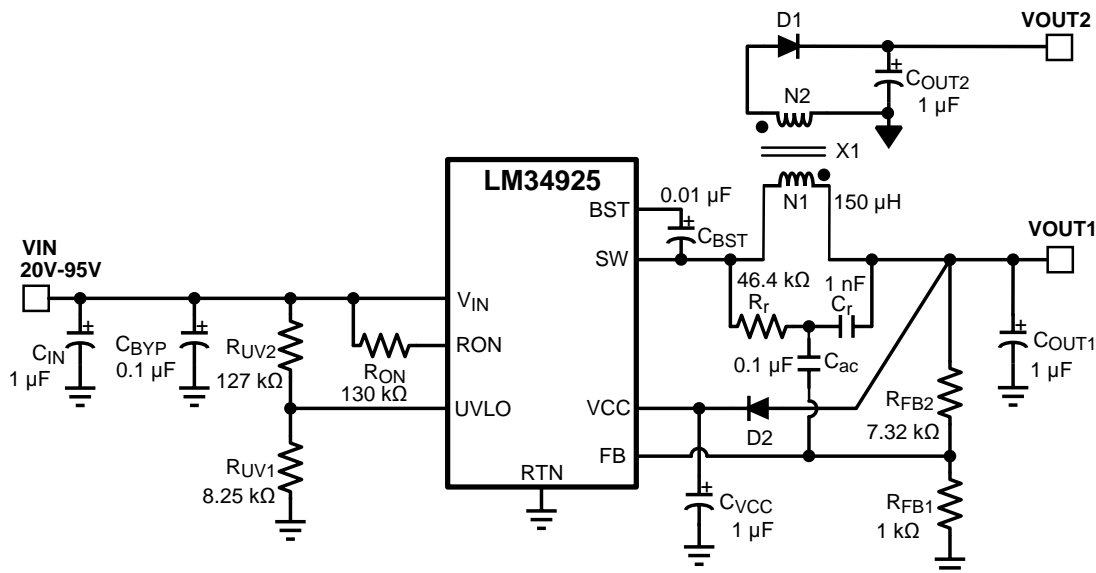 D1
VOUT2
+
COUT2
1 µF
N2
X1
LM34925
0.01 µF
BST
+
CBST
N1
150 µH
VOUT1
VIN
20V-95V
SW
46.4 kΩ
Rr
1 nF
Cr
VIN
+
CIN
1 µF
CBYP
+
0.1 µF
RUV2
127 kΩ
RON
RON
130 kΩ
0.1 µF
Cac
+
COUT1
1 µF
UVLO
VCC
D2
RFB2
7.32 kΩ
FB
RUV1
8.25 kΩ
RTN
+
CVCC
1 µF
RFB1
1 kΩ